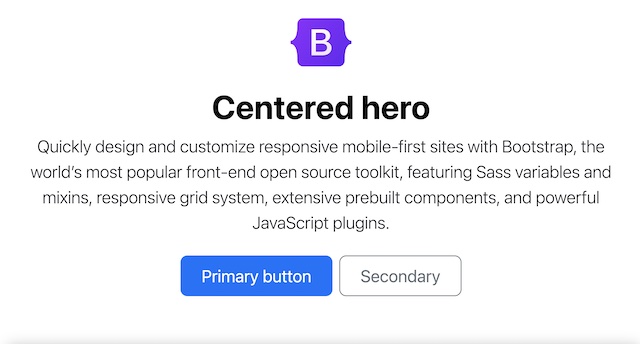 B
Centered hero
Quickly design and customize responsive mobile-first sites with Bootstrap, the
world’s most popular front-end open source toolkit, featuring Sass variables and
mixins, responsive grid system, extensive prebuilt components, and powerful
JavaScript plugins.
Primary button Secondary